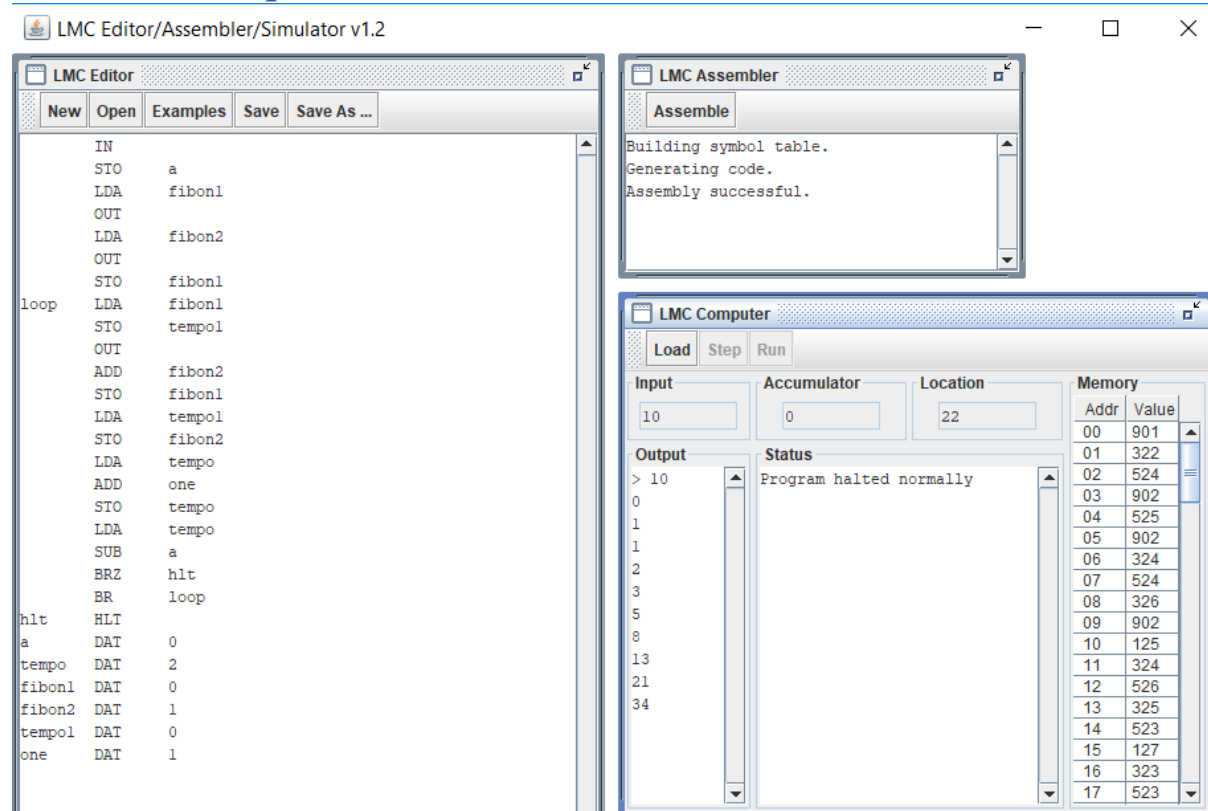 LMC Editor/Assembler/Simulator v1.2
LMC Editor
New Open Examples Save Save As ...
IN
STO a
LDA fibon1
OUT
LDA fibon2
OUT
STO fibon1
loop LDA fibon1
STO tempo1
OUT
ADD fibon2
STO fibon1
LDA tempo1
STO fibon2
LDA tempo
ADD one
STO tempo
LDA tempo
SUB a
BRZ hlt
BR loop
hlt HLT
a DAT 0
tempo DAT 2
fibon1 DAT 0
fibon2 DAT 1
tempo1 DAT 0
one DAT 1
LMC Assembler
Assemble
Building symbol table.
Generating code.
Assembly successful.
LMC Computer
Load Step Run
Input Accumulator Location
10 0 22
Output
> 10
0
1
1
2
3
5
8
13
21
34
Status
Program halted normally
Memory
Addr Value
00 901
01 322
02 524
03 902
04 525
05 902
06 324
07 524
08 326
09 902
10 125
11 324
12 526
13 325
14 523
15 127
16 323
17 523